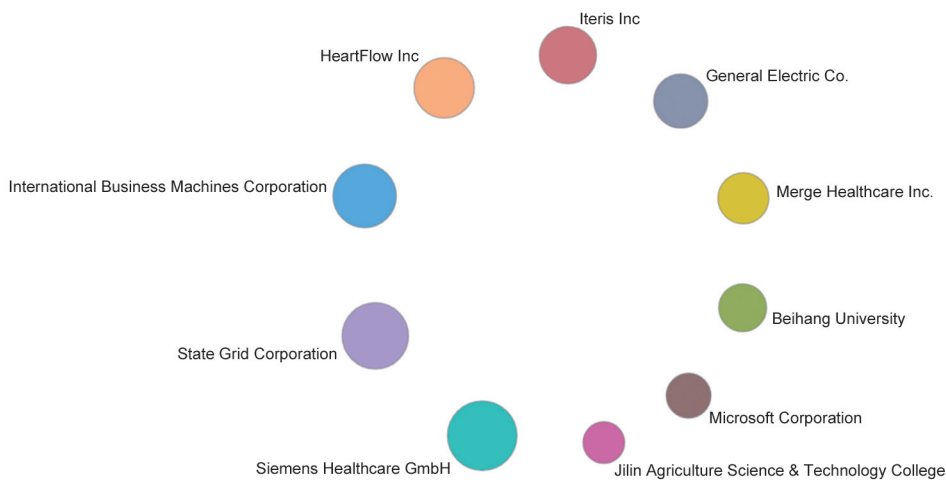 Iteris Inc
HeartFlow Inc
General Electric Co.
International Business Machines Corporation
Merge Healthcare Inc.
Beihang University
State Grid Corporation
Microsoft Corporation
Siemens Healthcare GmbH
Jilin Agriculture Science & Technology College